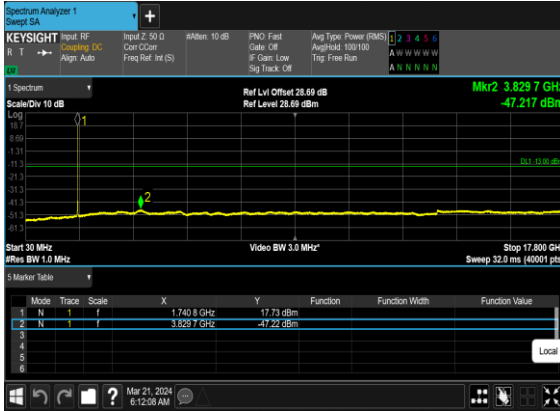 Spectrum Analyzer 1
Swept SA
+
KEYSIGHT Input: RF Input Z: 50 Ω #Atten: 10 dB PNO: Fast Avg Type: Power (RMS) 1 2 3 4 5 6
R T Coupling: DC Corr CCorr Gate: Off Avg|Hold: 100/100 A W W W W W
Align: Auto Freq Ref: Int (S) IF Gain: Low Trig: Free Run
Sig Track: Off A N N N N N
1 Spectrum Ref Lvl Offset 28.69 dB Mkr2 3.829 7 GHz
Scale/Div 10 dB Ref Level 28.69 dBm -47.217 dBm
Log
18.7
8.69
-1.31
-11.3
-21.3
-31.3
-41.3
-51.3
-61.3
1
DL1 -13.00 dBm
2
Start 30 MHz Video BW 3.0 MHz* Stop 17.800 GHz
#Res BW 1.0 MHz Sweep 32.0 ms (40001 pts)
5 Marker Table
Mode Trace Scale X Y Function Function Width Function Value
1 N 1 f 1.740 8 GHz 17.73 dBm
2 N 1 f 3.829 7 GHz -47.22 dBm
3
4
5
6
Local
? Mar 21, 2024
6:12:08 AM